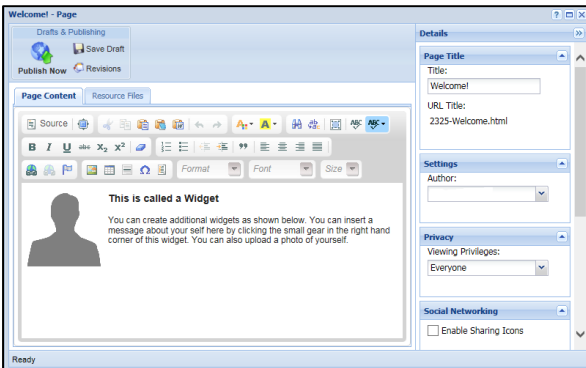 Welcome! - Page
Drafts & Publishing
Publish Now
Save Draft
Revisions
Page Content
Resource Files
Source
B I U abc X₂ X²
Format
Font
Size
This is called a Widget
You can create additional widgets as shown below. You can insert a
message about your self here by clicking the small gear in the right hand
corner of this widget. You can also upload a photo of yourself.
Ready
Details
Page Title
Title:
Welcome!
URL Title:
2325-Welcome.html
Settings
Author:
Privacy
Viewing Privileges:
Everyone
Social Networking
Enable Sharing Icons